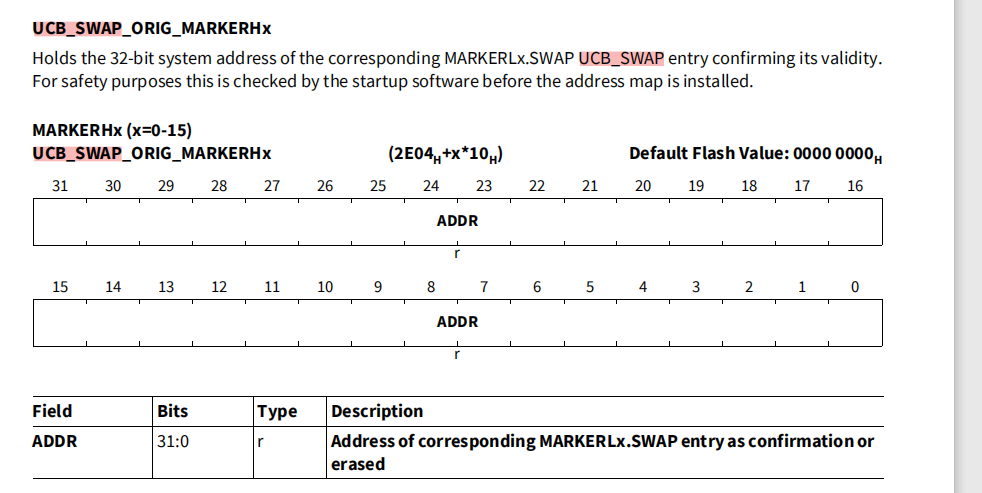 UCB_SWAP_ORIG_MARKERHx
Holds the 32-bit system address of the corresponding MARKERLx.SWAP UCB_SWAP entry confirming its validity.
For safety purposes this is checked by the startup software before the address map is installed.
MARKERHx (x=0-15)
UCB_SWAP_ORIG_MARKERHx (2E04H+x*10H) Default Flash Value: 0000 0000H
31 30 29 28 27 26 25 24 23 22 21 20 19 18 17 16
ADDR
r
15 14 13 12 11 10 9 8 7 6 5 4 3 2 1 0
ADDR
r
Field Bits Type Description
ADDR 31:0 r Address of corresponding MARKERLx.SWAP entry as confirmation or
erased